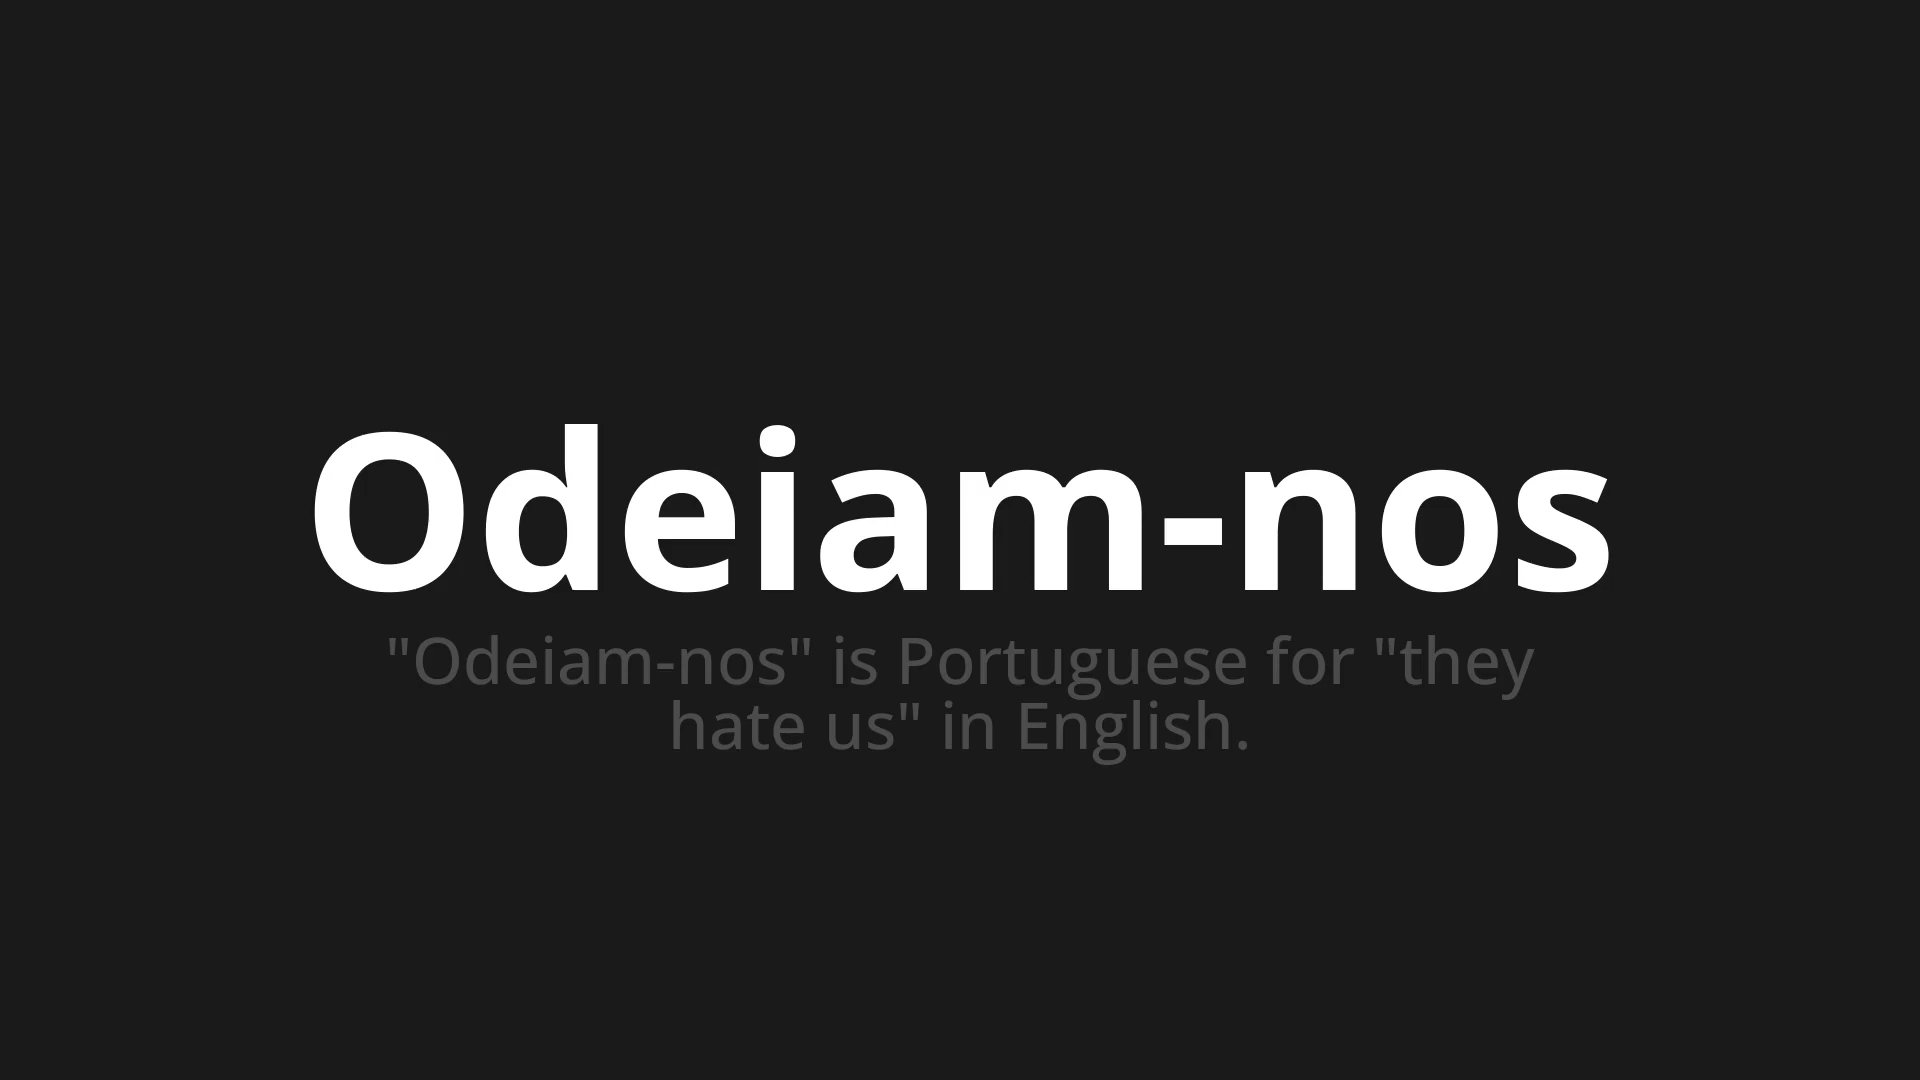 Odeiam-nos
"Odeiam-nos" is Portuguese for "they
hate us" in English.